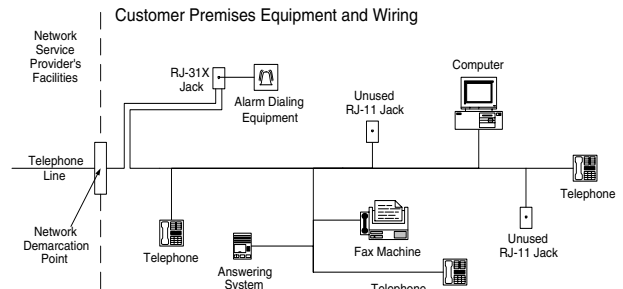 Customer Premises Equipment and Wiring
Network
Service
Provider's
Facilities
RJ-31X
Jack
Alarm Dialing
Equipment
Unused
RJ-11 Jack
Computer
Telephone
Line
Network
Demarcation
Point
Telephone
Answering
System
Fax Machine
Telephone
Unused
RJ-11 Jack
Telephone